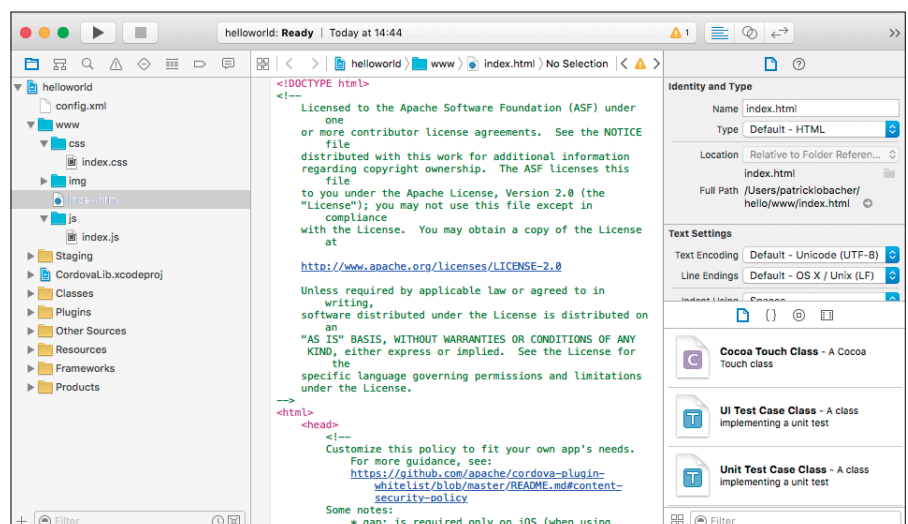 helloworld: Ready | Today at 14:44
1
helloworld
www
index.html
No Selection
helloworld
config.xml
www
css
index.css
img
index.html
js
index.js
Staging
CordovaLib.xcodeproj
Classes
Plugins
Other Sources
Resources
Frameworks
Products
Filter
<!DOCTYPE html>
<!--
Licensed to the Apache Software Foundation (ASF) under
one
or more contributor license agreements. See the NOTICE
file
distributed with this work for additional information
regarding copyright ownership. The ASF licenses this
file
to you under the Apache License, Version 2.0 (the
"License"); you may not use this file except in
compliance
with the License. You may obtain a copy of the License
at
http://www.apache.org/licenses/LICENSE-2.0
Unless required by applicable law or agreed to in
writing,
software distributed under the License is distributed on
an
"AS IS" BASIS, WITHOUT WARRANTIES OR CONDITIONS OF ANY
KIND, either express or implied. See the License for
the
specific language governing permissions and limitations
under the License.
-->
<html>
<head>
<!--
Customize this policy to fit your own app's needs.
For more guidance, see:
https://github.com/apache/cordova-plugin-
whitelist/blob/master/README.md#content-
security-policy
Some notes:
* gap: is required only on iOS (when using
Identity and Type
Name index.html
Type Default - HTML
Location Relative to Folder Referen...
index.html
Full Path /Users/patricklobacher/
hello/www/index.html
Text Settings
Text Encoding Default - Unicode (UTF-8)
Line Endings Default - OS X / Unix (LF)
Indent Using Spaces
{}
C
Cocoa Touch Class - A Cocoa
Touch class
T
UI Test Case Class - A class
implementing a unit test
T
Unit Test Case Class - A class
implementing a unit test
Filter